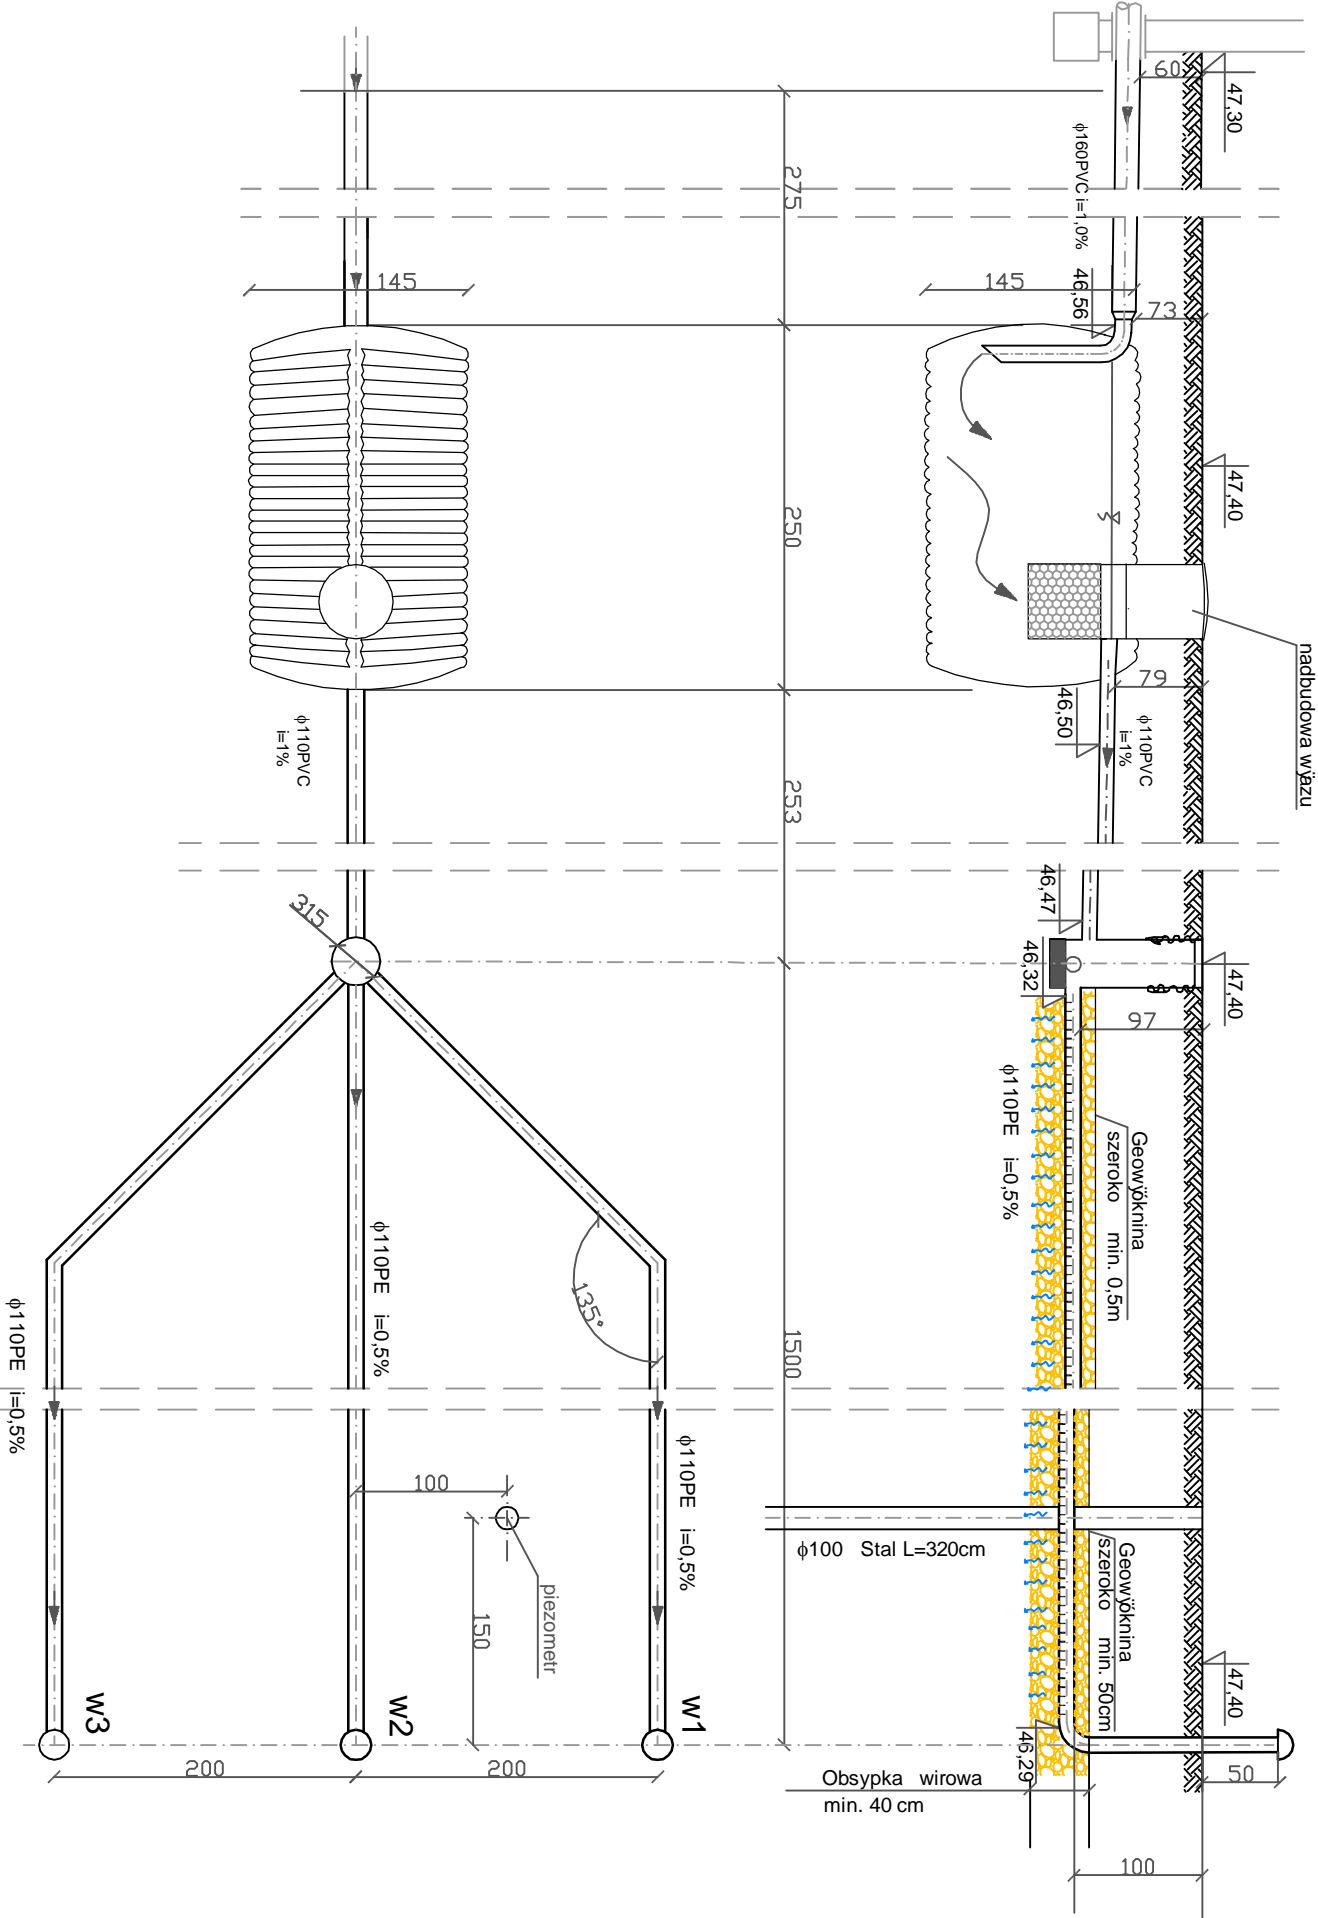 47,30
60
ϕ160PVC i=1,0%
46,56
73
145
47,40
nadbudowa wÿazu
79
46,50
ϕ110PVC
i=1%
46,47
46,32
47,40
97
ϕ110PE i=0,5%
Geowÿóknina
szeroko min. 0,5m
ϕ100 Stal L=320cm
Geowÿóknina
szeroko min. 50cm
47,40
46,29
50
Obsypka wirowa
min. 40 cm
100
275
250
253
1500
145
ϕ110PVC
i=1%
315
135°
ϕ110PE i=0,5%
ϕ110PE i=0,5%
ϕ110PE i=0,5%
100
150
piezometr
w1
w2
w3
200
200